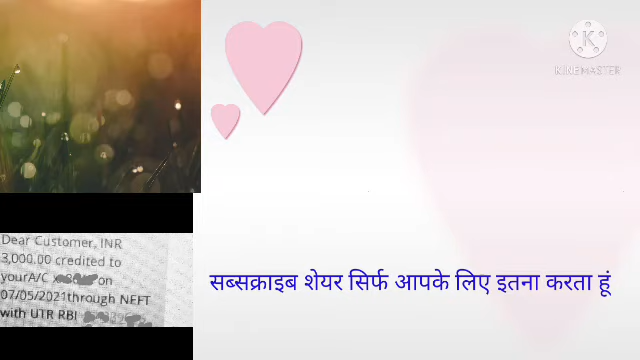 KINEMASTER
Dear Customer, INR
3,000.00 credited to
yourA/C on
07/05/2021through NEFT
with UTR RBI
सब्सक्राइब शेयर सिर्फ आपके लिए इतना करता हूं